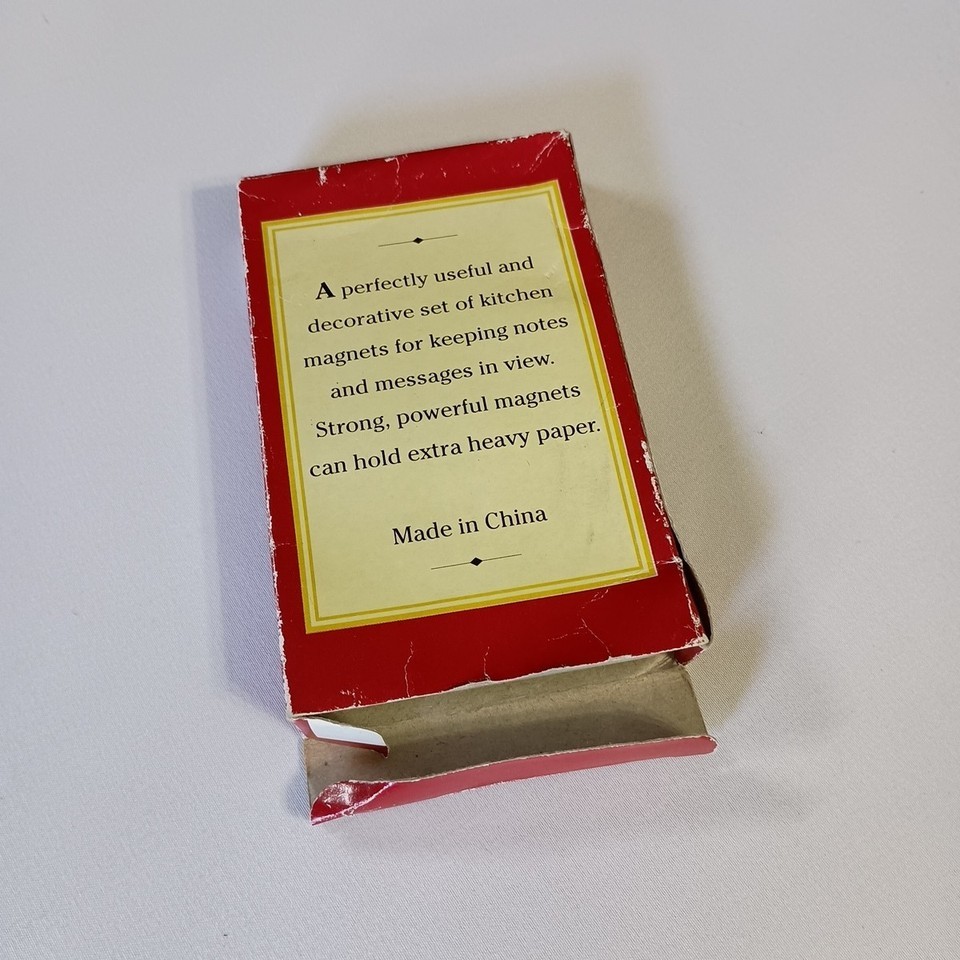 A perfectly useful and
decorative set of kitchen
magnets for keeping notes
and messages in view.
Strong, powerful magnets
can hold extra heavy paper.
Made in China